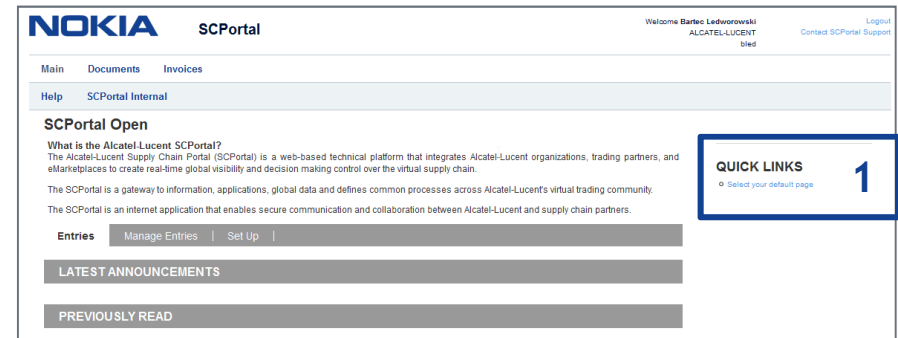 NOKIA SCPortal
Welcome Bartec Ledworowski
ALCATEL-LUCENT
bled
Logout
Contact SCPortal Support
Main Documents Invoices
Help SCPortal Internal
SCPortal Open
What is the Alcatel-Lucent SCPortal?
The Alcatel-Lucent Supply Chain Portal (SCPortal) is a web-based technical platform that integrates Alcatel-Lucent organizations, trading partners, and
eMarketplaces to create real-time global visibility and decision making control over the virtual supply chain.
The SCPortal is a gateway to information, applications, global data and defines common processes across Alcatel-Lucent's virtual trading community.
The SCPortal is an internet application that enables secure communication and collaboration between Alcatel-Lucent and supply chain partners.
Entries Manage Entries | Set Up |
LATEST ANNOUNCEMENTS
PREVIOUSLY READ
QUICK LINKS
Select your default page
1